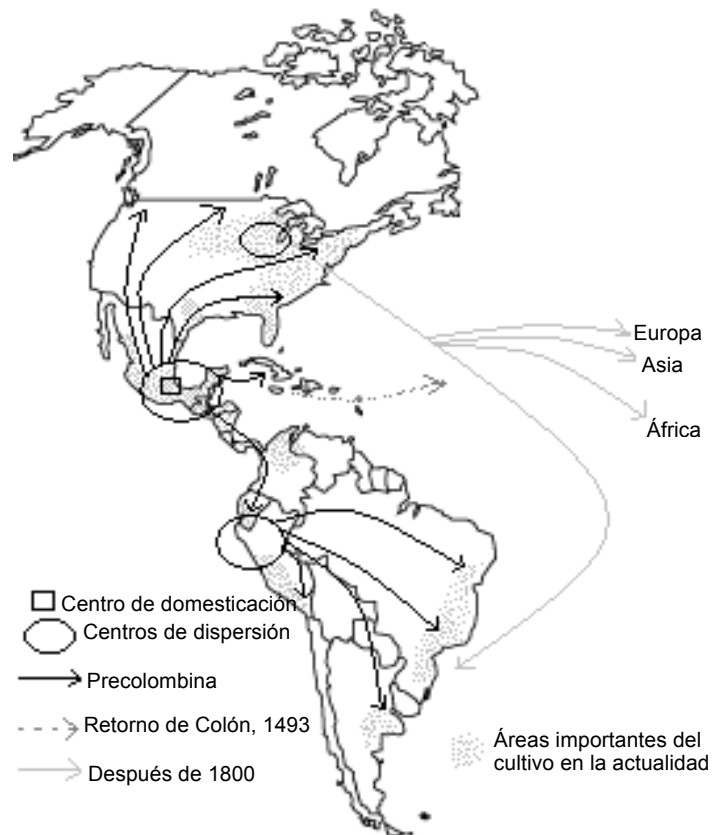 Europa
Asia
África
Centro de domesticación
Centros de dispersión
Precolombina
Retorno de Colón, 1493
Después de 1800
Áreas importantes del
cultivo en la actualidad